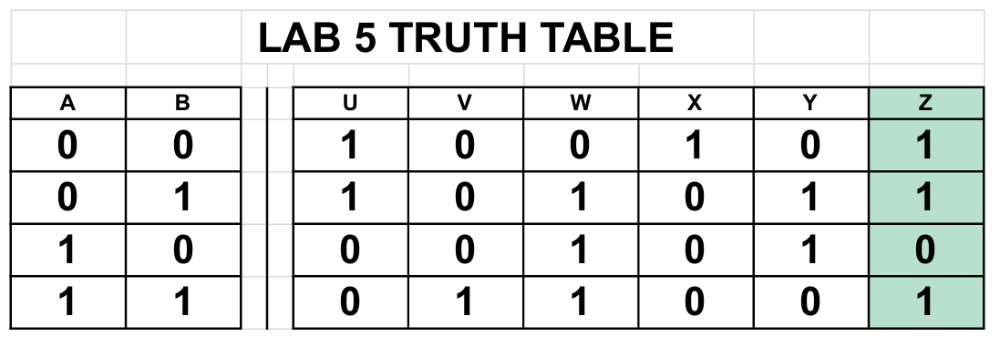 LAB 5 TRUTH TABLE
A B U V W X Y Z
0 0 1 0 0 1 0 1
0 1 1 0 1 0 1 1
1 0 0 0 1 0 1 0
1 1 0 1 1 0 0 1